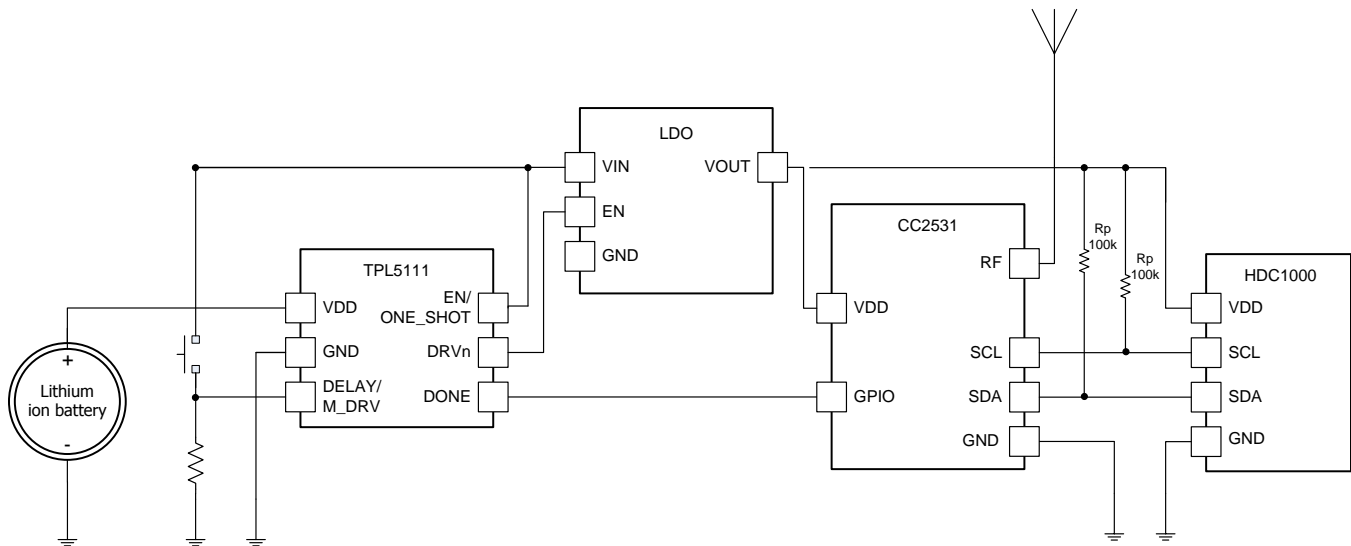 LDO
VIN
VOUT
EN
GND
CC2531
RF
VDD
SCL
GPIO
SDA
GND
Rp
100k
Rp
100k
HDC1000
VDD
SCL
SDA
GND
TPL5111
VDD
EN/
ONE_SHOT
GND
DRVn
DELAY/
M_DRV
DONE
+
Lithium
ion battery
-